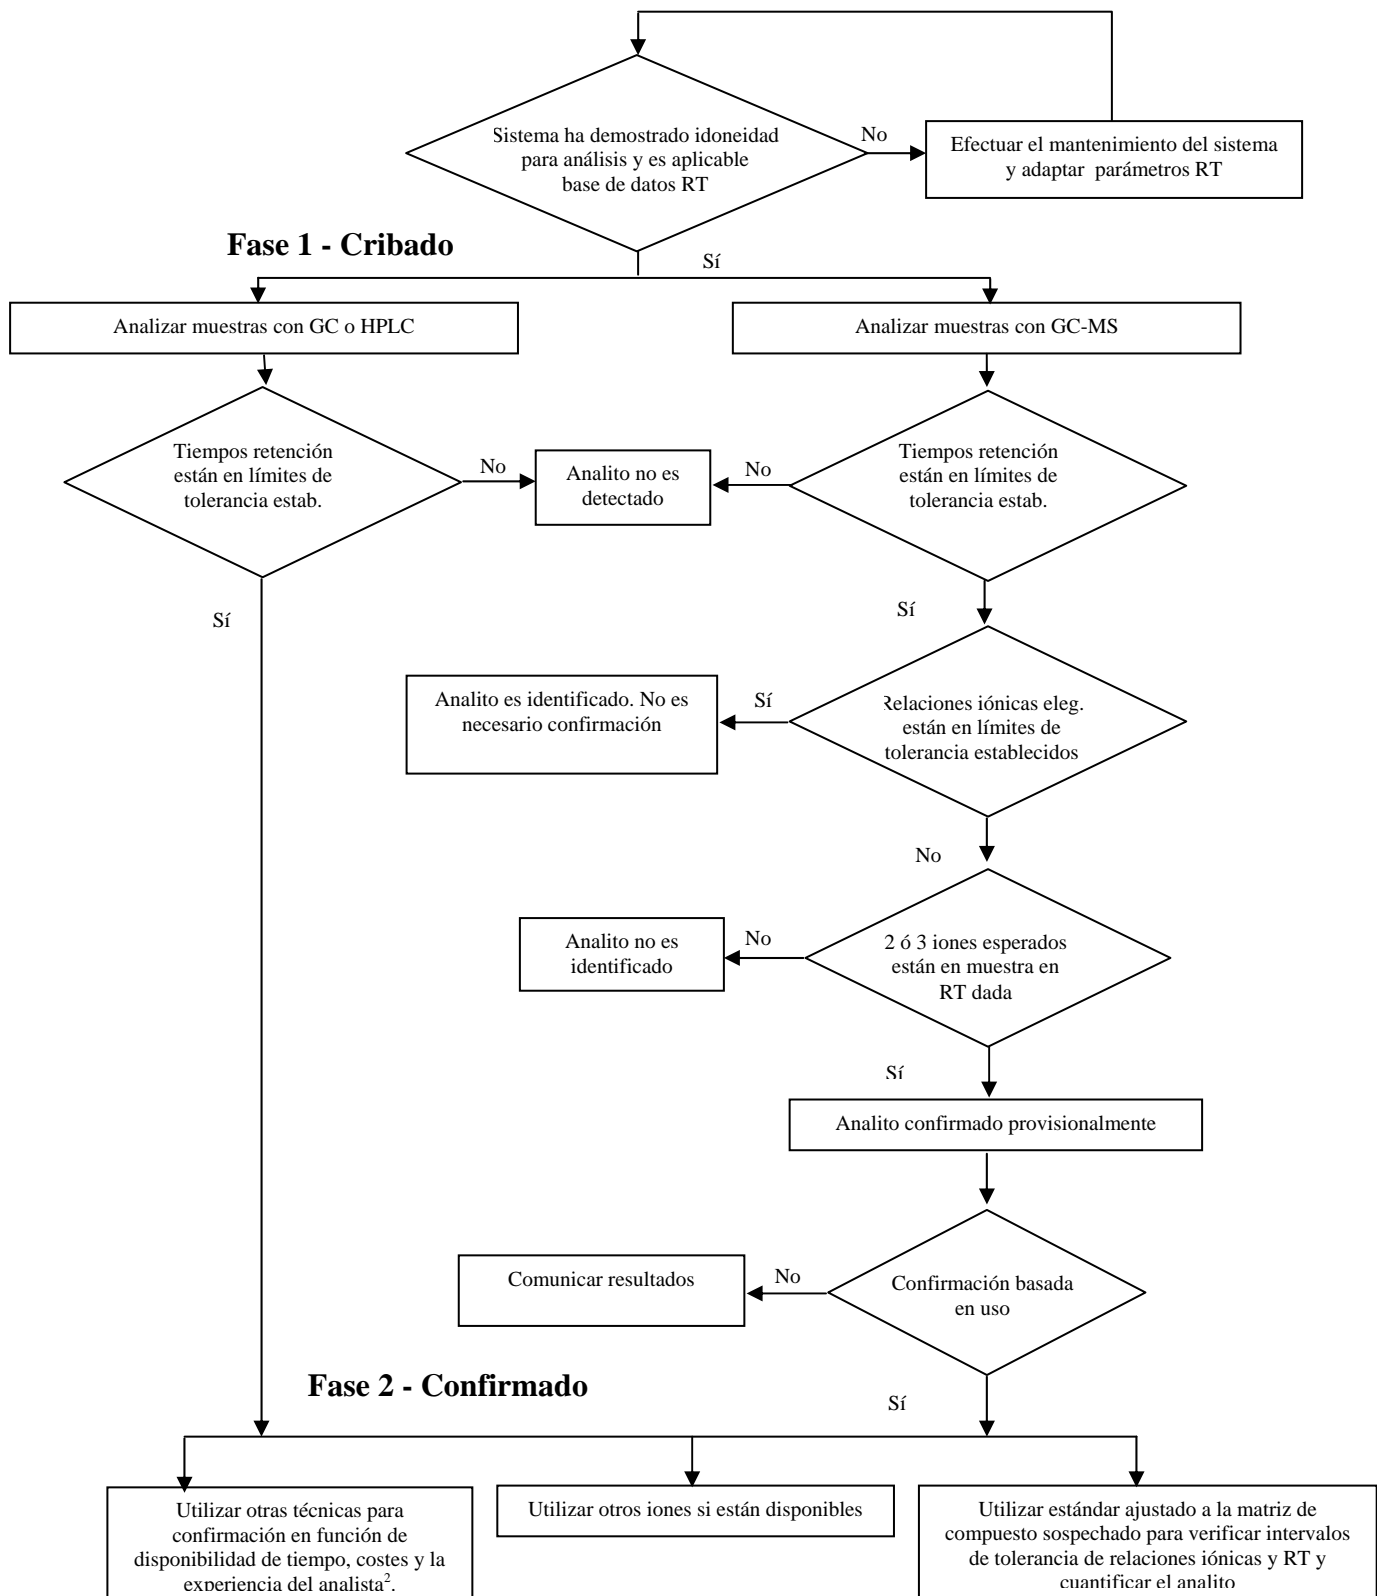 Sistema ha demostrado idoneidad
para análisis y es aplicable
base de datos RT
No
Efectuar el mantenimiento del sistema
y adaptar parámetros RT
Fase 1 - Cribado
Sí
Analizar muestras con GC o HPLC
Analizar muestras con GC-MS
Tiempos retención
están en límites de
tolerancia estab.
No
Analito no es
detectado
No
Tiempos retención
están en límites de
tolerancia estab.
Sí
Sí
Analito es identificado. No es
necesario confirmación
Sí
Relaciones iónicas eleg.
están en límites de
tolerancia establecidos
No
Analito no es
identificado
No
2 ó 3 iones esperados
están en muestra en
RT dada
Sí
Analito confirmado provisionalmente
Comunicar resultados
No
Confirmación basada
en uso
Fase 2 - Confirmado
Sí
Utilizar otras técnicas para
confirmación en función de
disponibilidad de tiempo, costes y la
experiencia del analista².
Utilizar otros iones si están disponibles
Utilizar estándar ajustado a la matriz de
compuesto sospechado para verificar intervalos
de tolerancia de relaciones iónicas y RT y
cuantificar el analito